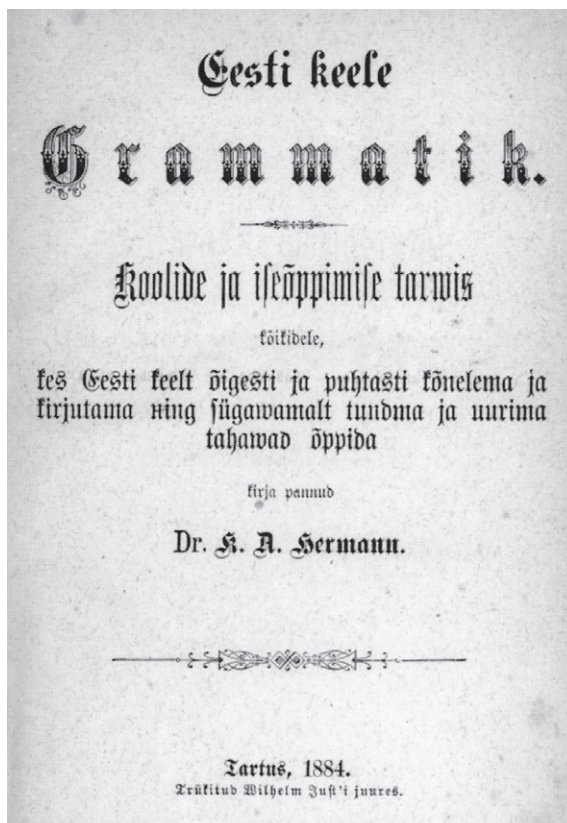 Eesti keele
Grammatik.
Koolide ja iseõppimise tarwis
kõikidele,
kes Eesti keelt õigesti ja puhtasti kõnelema ja
kirjutama ning sügawamalt tundma ja uurima
tahawad õppida
kirja pannud
Dr. K. A. Hermann.
Tartus, 1884.
Trükitud Wilhelm Just'i juures.